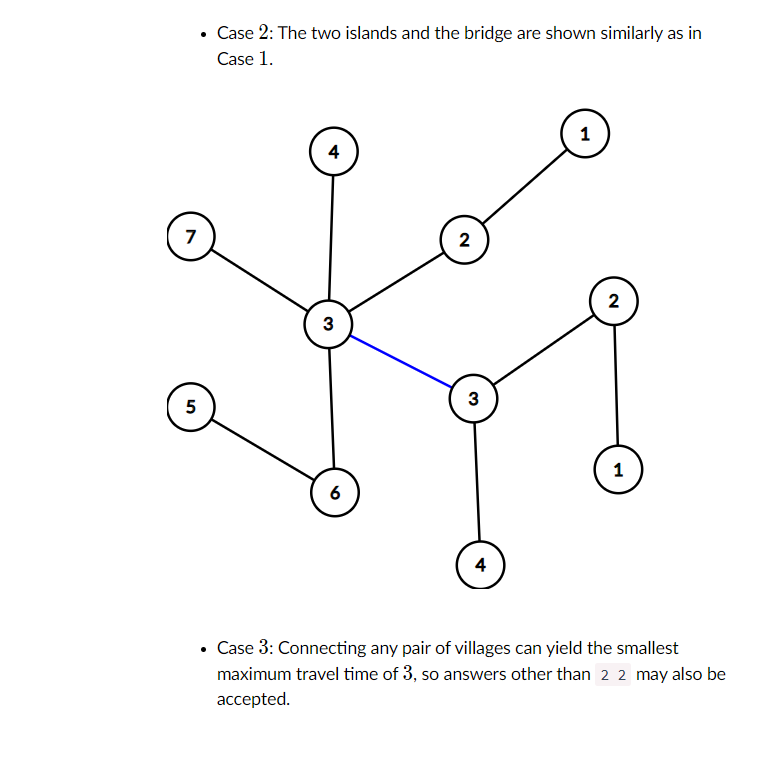 • Case 2: The two islands and the bridge are shown similarly as in
Case 1.
1
4
7
2
2
3
3
5
1
6
4
• Case 3: Connecting any pair of villages can yield the smallest
maximum travel time of 3, so answers other than 2 2 may also be
accepted.